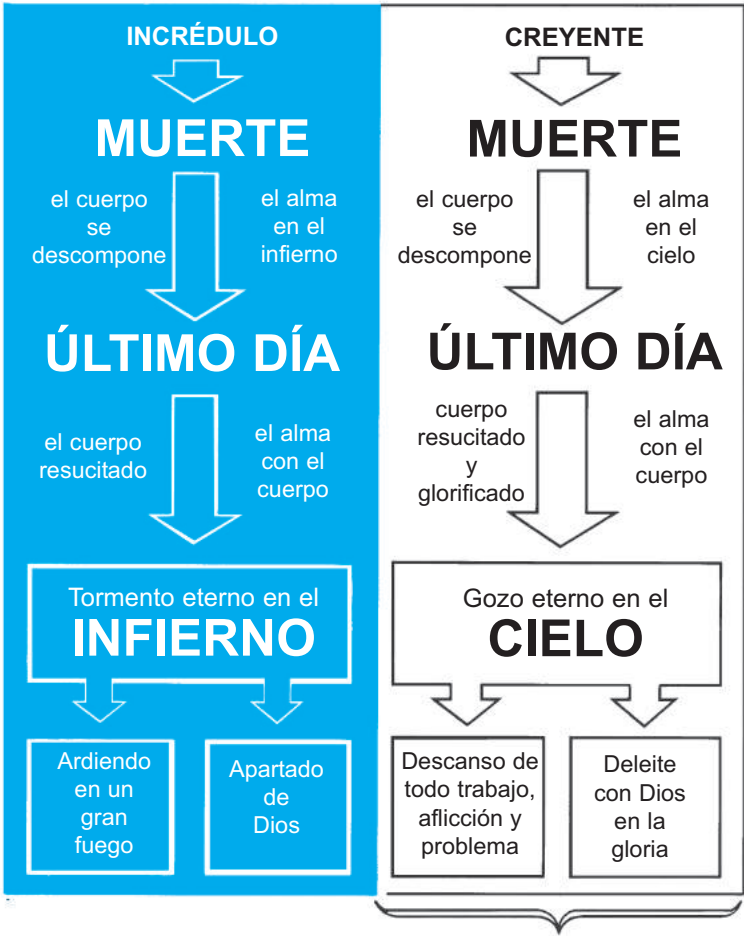 INCRÉDULO
MUERTE
el cuerpo
se
descompone
el alma
en el
infierno
ÚLTIMO DÍA
el cuerpo
resucitado
el alma
con el
cuerpo
Tormento eterno en el
INFIERNO
Ardiendo
en un
gran
fuego
Apartado
de
Dios
CREYENTE
MUERTE
el cuerpo
se
descompone
el alma
en el
cielo
ÚLTIMO DÍA
cuerpo
resucitado
y
glorificado
el alma
con el
cuerpo
Gozo eterno en el
CIELO
Descanso de
todo trabajo,
aflicción y
problema
Deleite
con Dios
en la
gloria